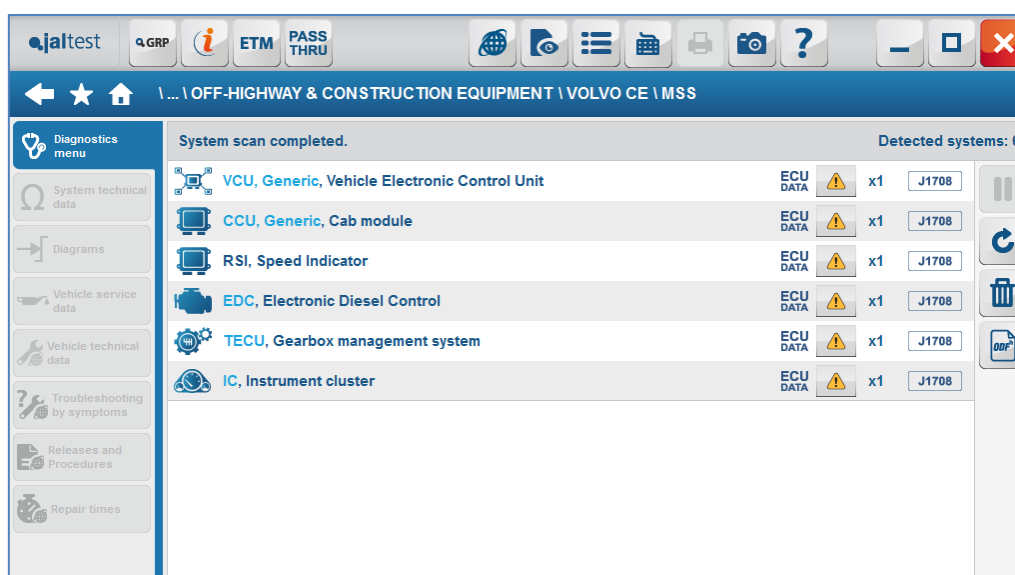 jaltest GRP i ETM PASS THRU ?
\ ... \ OFF-HIGHWAY & CONSTRUCTION EQUIPMENT \ VOLVO CE \ MSS
Diagnostics menu
System technical data
Diagrams
Vehicle service data
Vehicle technical data
Troubleshooting by symptoms
Releases and Procedures
Repair times
System scan completed. Detected systems:
VCU, Generic, Vehicle Electronic Control Unit ECU DATA x1 J1708
CCU, Generic, Cab module ECU DATA x1 J1708
RSI, Speed Indicator ECU DATA x1 J1708
EDC, Electronic Diesel Control ECU DATA x1 J1708
TECU, Gearbox management system ECU DATA x1 J1708
IC, Instrument cluster ECU DATA x1 J1708